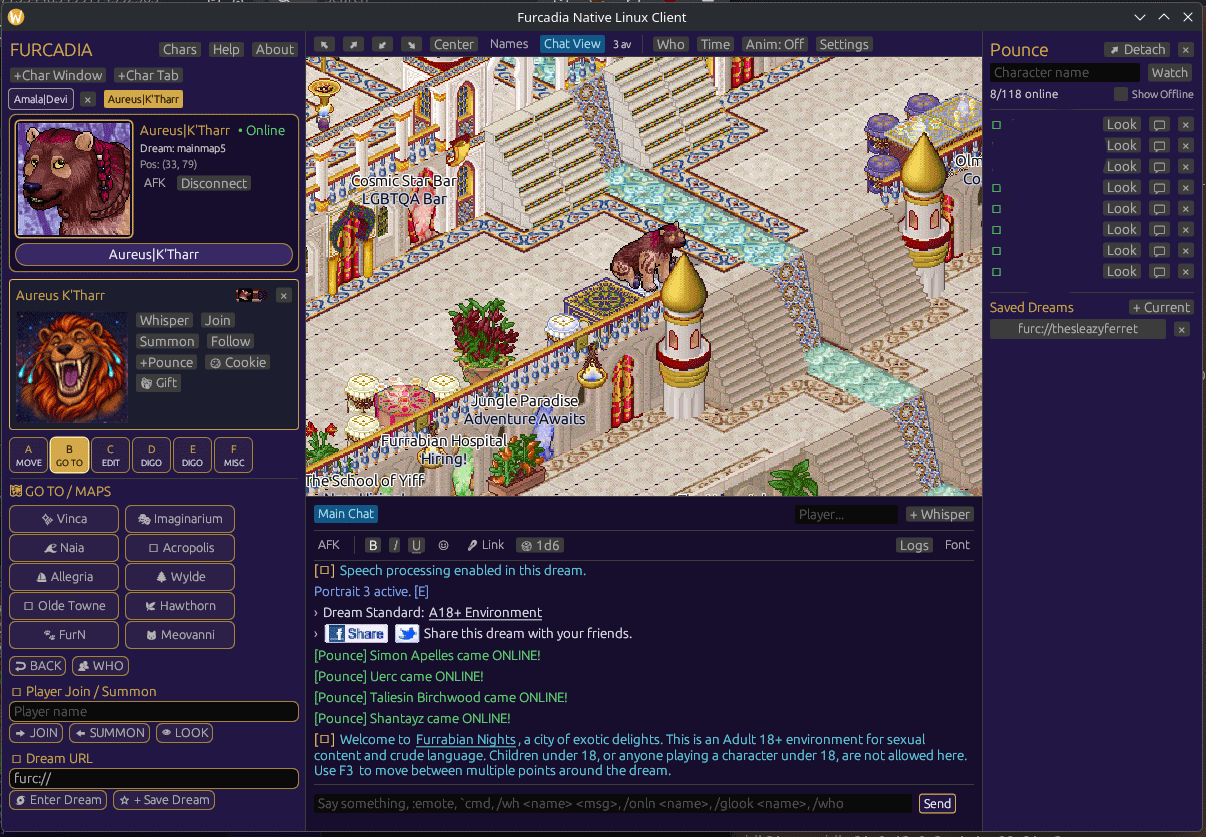 Furcadia Native Linux Client
FURCADIA Chars Help About
+Char Window +Char Tab
Amala|Devi × Aureus|K'Tharr
Aureus|K'Tharr • Online
Dream: mainmap5
Pos: (33, 79)
AFK Disconnect
Aureus|K'Tharr
Aureus K'Tharr ×
Whisper Join
Summon Follow
+Pounce Cookie
Gift
A MOVE
B GO TO
C EDIT
D DIGO
E DIGO
F MISC
GO TO / MAPS
Vinca Imaginarium
Naia Acropolis
Allegria Wylde
Olde Towne Hawthorn
FurN Meovanni
BACK WHO
Player Join / Summon
Player name
JOIN SUMMON LOOK
Dream URL
furc://
Enter Dream + Save Dream
Center Names Chat View 3 av Who Time Anim: Off Settings
Cosmic Star Bar
LGBTQA Bar
Jungle Paradise
Adventure Awaits
Furrabian Hospital
Hiring!
The School of Yiff
Main Chat Player... + Whisper
AFK B I U Link 1d6 Logs Font
Speech processing enabled in this dream.
Portrait 3 active. [E]
› Dream Standard: A18+ Environment
› Share Share this dream with your friends.
[Pounce] Simon Apelles came ONLINE!
[Pounce] Uerc came ONLINE!
[Pounce] Taliesin Birchwood came ONLINE!
[Pounce] Shantayz came ONLINE!
Welcome to Furrabian Nights, a city of exotic delights. This is an Adult 18+ environment for sexual
content and crude language. Children under 18, or anyone playing a character under 18, are not allowed here.
Use F3 to move between multiple points around the dream.
Say something, :emote, `cmd, /wh <name> <msg>, /onln <name>, /glook <name>, /who Send
Pounce Detach ×
Character name Watch
8/118 online Show Offline
Look ×
Look ×
Look ×
Look ×
Look ×
Look ×
Look ×
Look ×
Saved Dreams + Current
furc://thesleazyferret ×